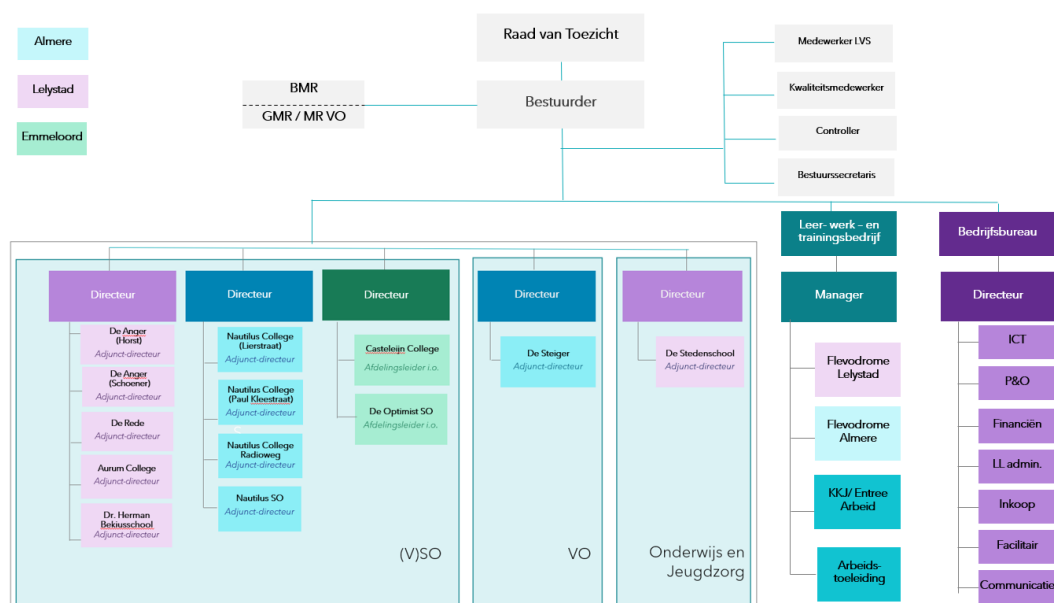 Almere
Lelystad
Emmeloord
Raad van Toezicht
BMR
GMR / MR VO
Bestuurder
Medewerker LVS
Kwaliteitsmedewerker
Controller
Bestuurssecretaris
Leer- werk – en
trainingsbedrijf
Bedrijfsbureau
Directeur
Directeur
Directeur
Directeur
Directeur
Manager
Directeur
De Anger
(Horst)
Adjunct-directeur
De Anger
(Schoener)
Adjunct-directeur
De Rede
Adjunct-directeur
Aurum College
Adjunct-directeur
Dr. Herman
Bekiusschool
Adjunct-directeur
Nautilus College
(Lierstraat)
Adjunct-directeur
Nautilus College
(Paul Kleestraat)
Adjunct-directeur
C
Nautilus College
Radioweg
Adjunct-directeur
Nautilus SO
Adjunct-directeur
Casteleijn College
Afdelingsleider i.o.
De Optimist SO
Afdelingsleider i.o.
(V)SO
De Steiger
Adjunct-directeur
VO
De Stedenschool
Adjunct-directeur
Onderwijs en
Jeugdzorg
Flevodrome
Lelystad
Flevodrome
Almere
KKJ/ Entree
Arbeid
Arbeids-
toeleiding
ICT
P&O
Financiën
LL admin.
Inkoop
Facilitair
Communicatie